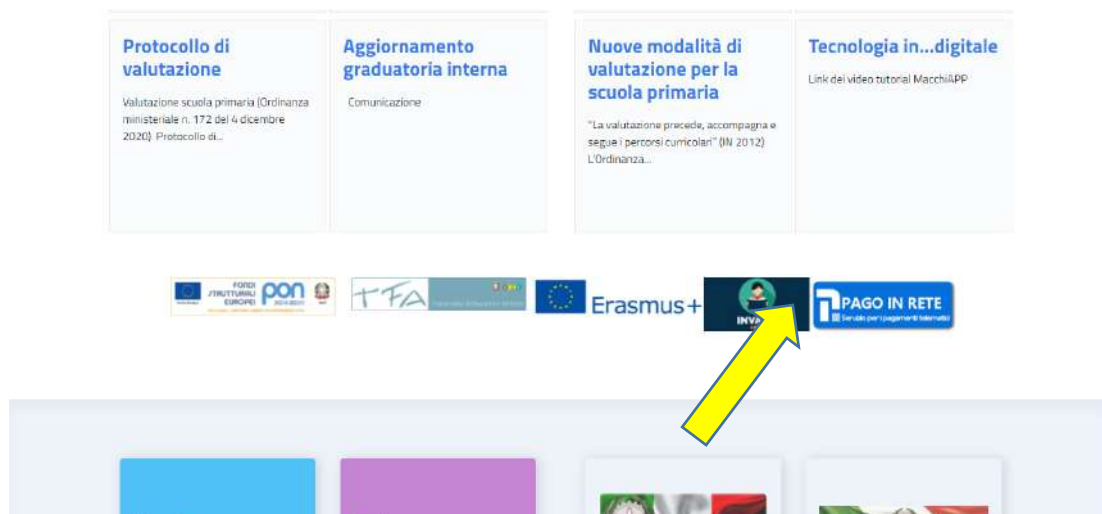 Protocollo di
valutazione
Valutazione scuola primaria (Ordinanza
ministeriale n. 172 del 4 dicembre
2020) Protocollo di...
Aggiornamento
graduatoria interna
Comunicazione
Nuove modalità di
valutazione per la
scuola primaria
"La valutazione precede, accompagna e
segue i percorsi curricolari" (IN 2012)
L'Ordinanza...
Tecnologia in...digitale
Link dei video tutorial MacchiAPP
FONDI
STRUTTURALI
EUROPEI
pon
2014-2020
TFA
Erasmus+
INVA
PAGO IN RETE
Servizio per i pagamenti telematici